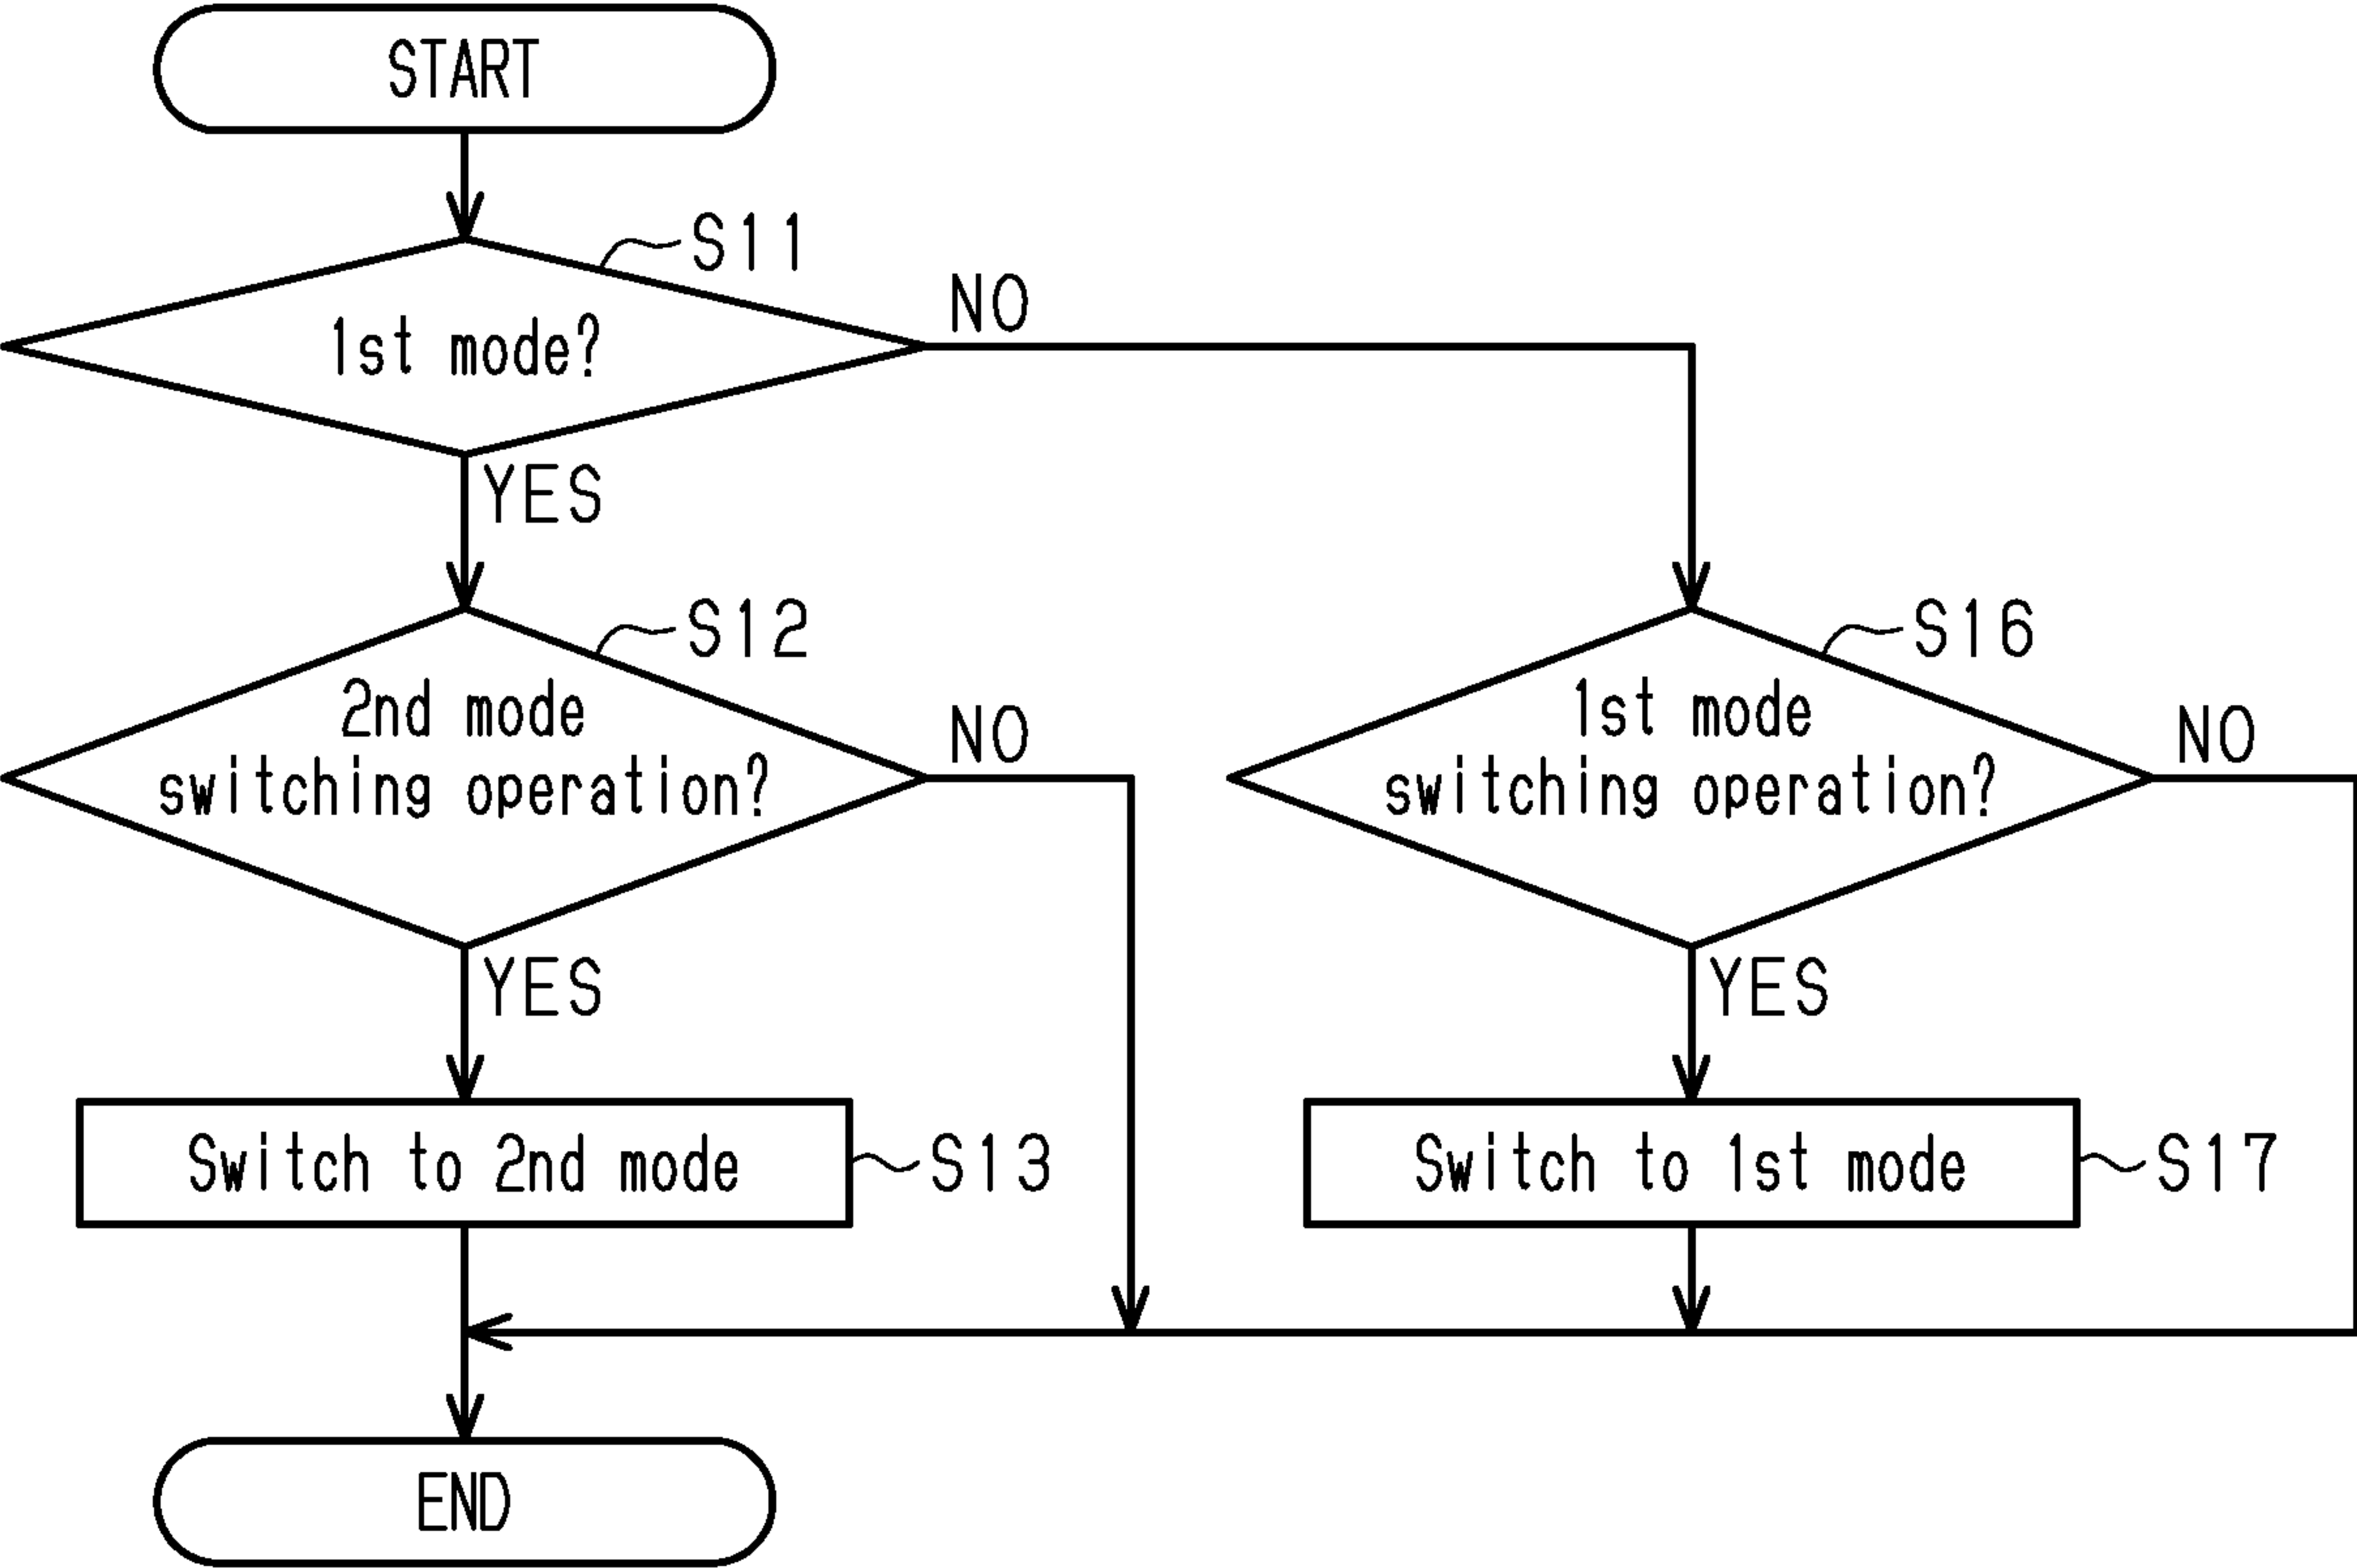 START
S11
NO
1st mode?
YES
S12
2nd mode
switching operation?
NO
S16
1st mode
switching operation?
NO
YES
YES
Switch to 2nd mode
S13
Switch to 1st mode
S17
END